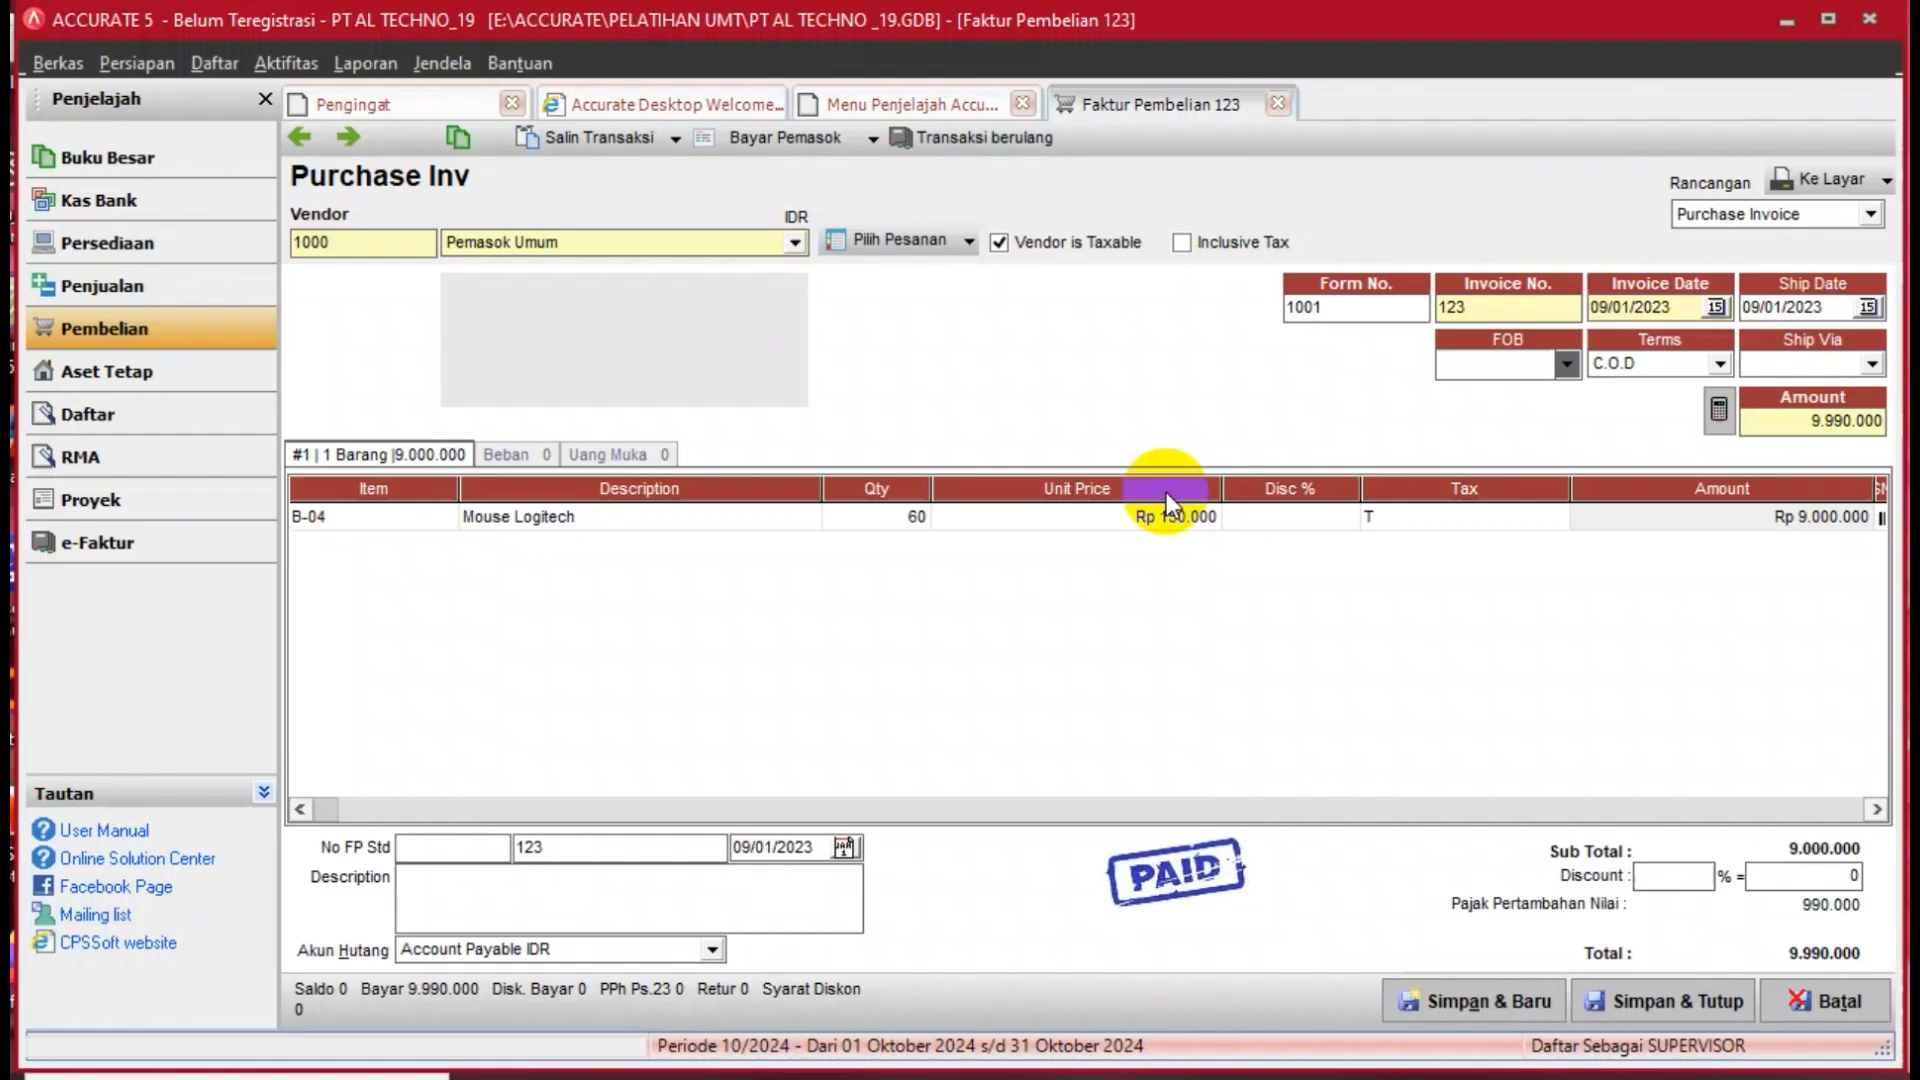 ACCURATE 5 - Belum Teregistrasi - PT AL TECHNO_19 [E:\ACCURATE\PELATIHAN UMT\PT AL TECHNO _19.GDB] - [Faktur Pembelian 123]
Berkas Persiapan Daftar Aktifitas Laporan Jendela Bantuan
Penjelajah
Pengingat
Accurate Desktop Welcome...
Menu Penjelajah Accu...
Faktur Pembelian 123
Salin Transaksi
Bayar Pemasok
Transaksi berulang
Buku Besar
Kas Bank
Persediaan
Penjualan
Pembelian
Aset Tetap
Daftar
RMA
Proyek
e-Faktur
Tautan
User Manual
Online Solution Center
Facebook Page
Mailing list
CPSSoft website
Purchase Inv
Rancangan
Ke Layar
Purchase Invoice
Vendor
IDR
1000
Pemasok Umum
Pilih Pesanan
Vendor is Taxable
Inclusive Tax
Form No. Invoice No. Invoice Date Ship Date
1001 123 09/01/2023 15 09/01/2023 15
FOB Terms Ship Via
C.O.D
Amount
9.990.000
#1 | 1 Barang |9.000.000 Beban 0 Uang Muka 0
Item Description Qty Unit Price Disc % Tax Amount
B-04 Mouse Logitech 60 Rp 150.000 T Rp 9.000.000
No FP Std 123 09/01/2023
Description
Akun Hutang Account Payable IDR
PAID
Sub Total : 9.000.000
Discount : % = 0
Pajak Pertambahan Nilai : 990.000
Total : 9.990.000
Saldo 0 Bayar 9.990.000 Disk. Bayar 0 PPh Ps.23 0 Retur 0 Syarat Diskon
0
Simpan & Baru
Simpan & Tutup
Batal
Periode 10/2024 - Dari 01 Oktober 2024 s/d 31 Oktober 2024
Daftar Sebagai SUPERVISOR